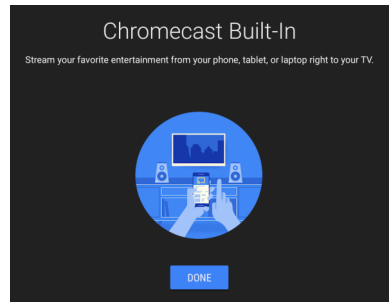 Chromecast Built-In
Stream your favorite entertainment from your phone, tablet, or laptop right to your TV.
DONE